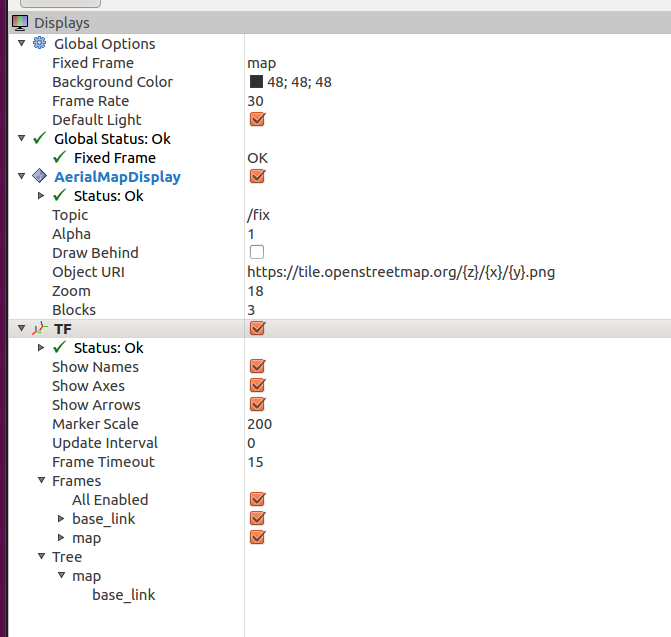 Displays
Global Options
Fixed Frame map
Background Color 48; 48; 48
Frame Rate 30
Default Light
Global Status: Ok
Fixed Frame OK
AerialMapDisplay
Status: Ok
Topic /fix
Alpha 1
Draw Behind
Object URI https://tile.openstreetmap.org/{z}/{x}/{y}.png
Zoom 18
Blocks 3
TF
Status: Ok
Show Names
Show Axes
Show Arrows
Marker Scale 200
Update Interval 0
Frame Timeout 15
Frames
All Enabled
base_link
map
Tree
map
base_link